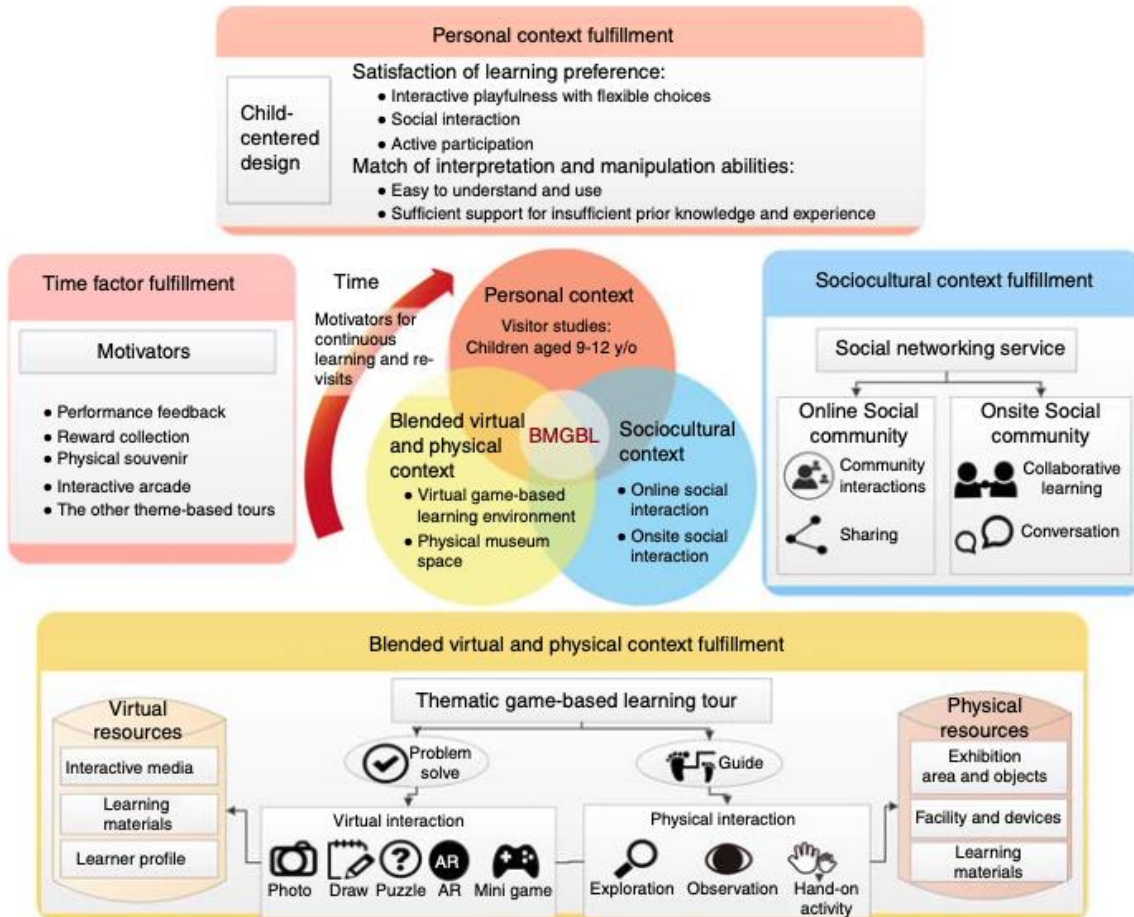 Personal context fulfillment
Child-
centered
design
Satisfaction of learning preference:
• Interactive playfulness with flexible choices
• Social interaction
• Active participation
Match of interpretation and manipulation abilities:
• Easy to understand and use
• Sufficient support for insufficient prior knowledge and experience
Time factor fulfillment
Motivators
• Performance feedback
• Reward collection
• Physical souvenir
• Interactive arcade
• The other theme-based tours
Time
Motivators for
continuous
learning and re-
visits
Personal context
Visitor studies:
Children aged 9-12 y/o
Blended virtual
and physical
context
• Virtual game-based
learning environment
• Physical museum
space
BMGBL
Sociocultural
context
• Online social
interaction
• Onsite social
interaction
Sociocultural context fulfillment
Social networking service
Online Social
community
Community
interactions
Sharing
Onsite Social
community
Collaborative
learning
Conversation
Blended virtual and physical context fulfillment
Thematic game-based learning tour
Virtual
resources
Interactive media
Learning
materials
Learner profile
Problem
solve
Guide
Virtual interaction
Photo
Draw
Puzzle
AR
AR
Mini game
Physical interaction
Exploration
Observation
Hand-on
activity
Physical
resources
Exhibition
area and objects
Facility and devices
Learning
materials